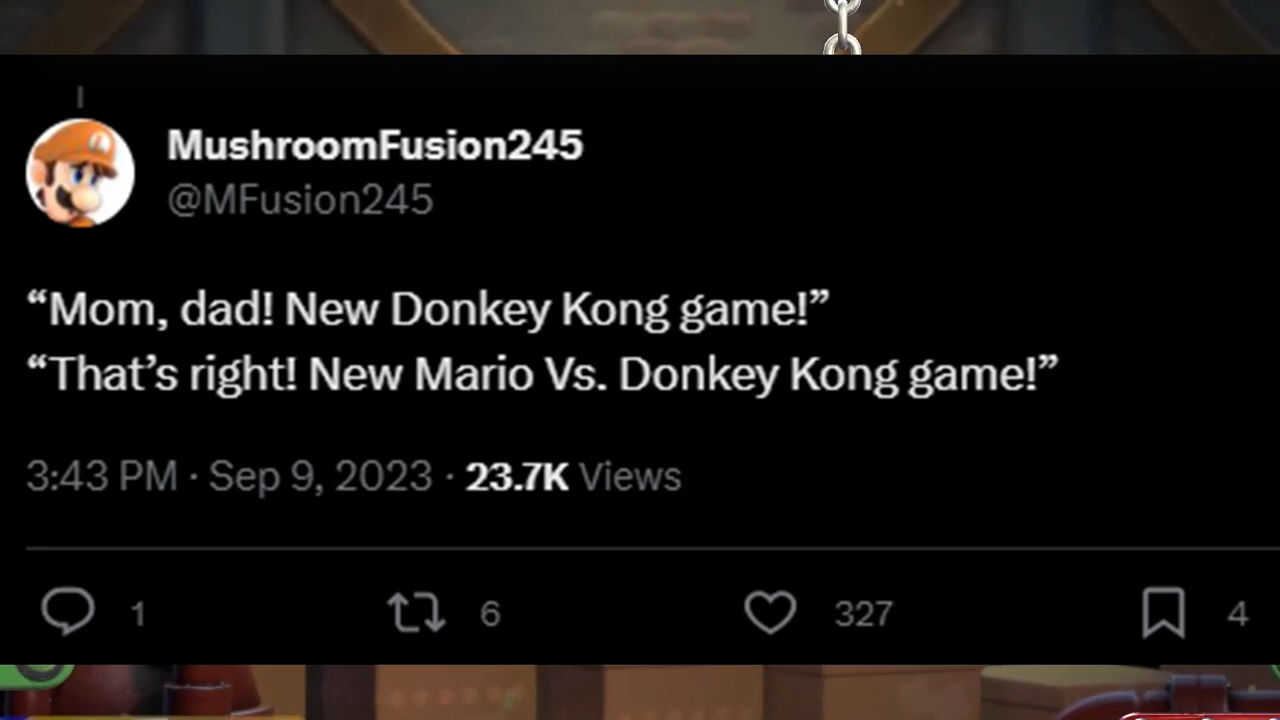 MushroomFusion245
@MFusion245
“Mom, dad! New Donkey Kong game!”
“That’s right! New Mario Vs. Donkey Kong game!”
3:43 PM · Sep 9, 2023 · 23.7K Views
1 6 327 4